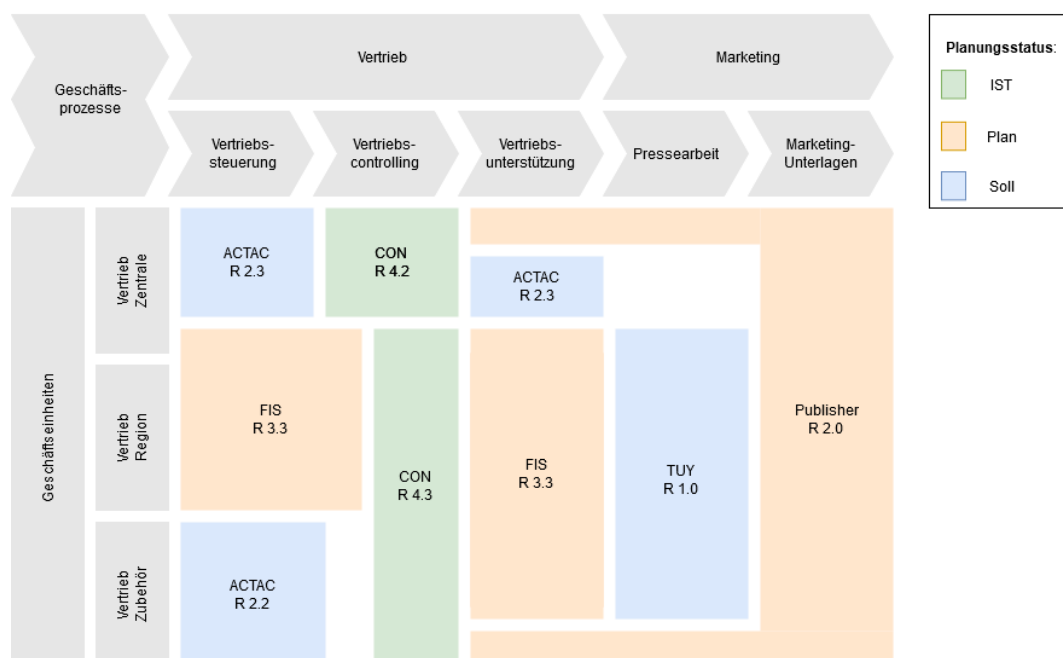 Geschäfts-
prozesse
Vertrieb
Marketing
Vertriebs-
steuerung
Vertriebs-
controlling
Vertriebs-
unterstützung
Pressearbeit
Marketing-
Unterlagen
Planungsstatus:
IST
Plan
Soll
Geschäftseinheiten
Vertrieb
Zentrale
ACTAC
R 2.3
CON
R 4.2
ACTAC
R 2.3
Vertrieb
Region
FIS
R 3.3
CON
R 4.3
FIS
R 3.3
TUY
R 1.0
Publisher
R 2.0
Vertrieb
Zubehör
ACTAC
R 2.2